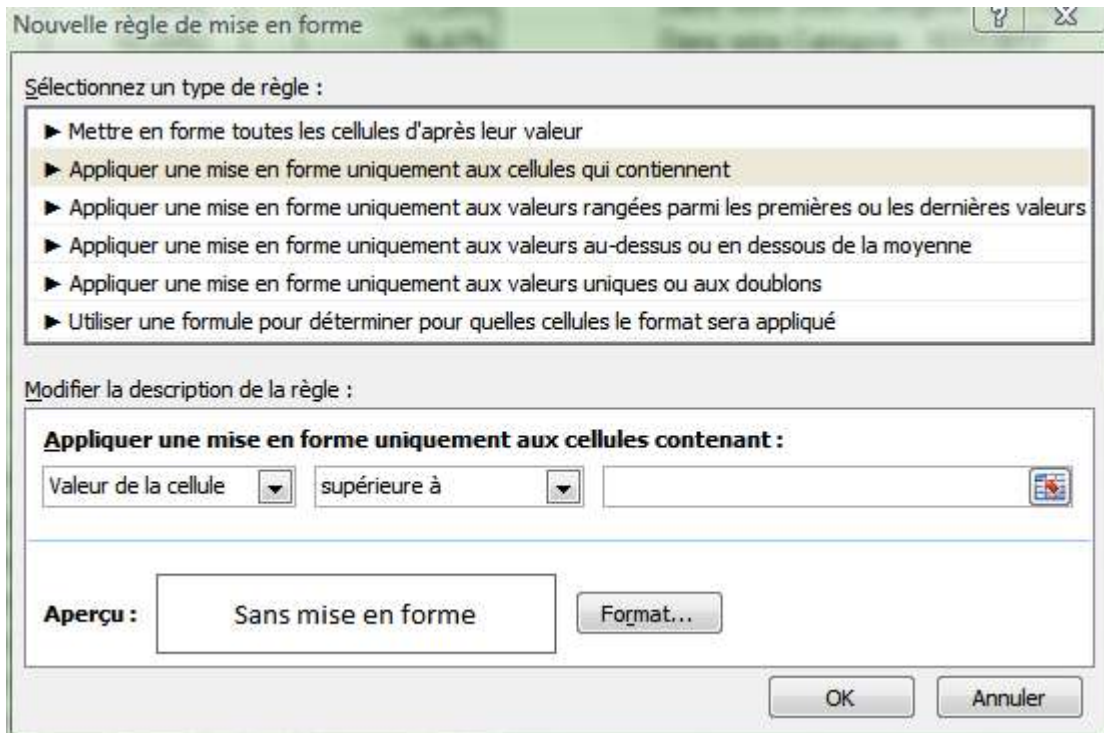 Nouvelle règle de mise en forme
Sélectionnez un type de règle :
► Mettre en forme toutes les cellules d'après leur valeur
► Appliquer une mise en forme uniquement aux cellules qui contiennent
► Appliquer une mise en forme uniquement aux valeurs rangées parmi les premières ou les dernières valeurs
► Appliquer une mise en forme uniquement aux valeurs au-dessus ou en dessous de la moyenne
► Appliquer une mise en forme uniquement aux valeurs uniques ou aux doublons
► Utiliser une formule pour déterminer pour quelles cellules le format sera appliqué
Modifier la description de la règle :
Appliquer une mise en forme uniquement aux cellules contenant :
Valeur de la cellule supérieure à
Aperçu : Sans mise en forme Format...
OK Annuler